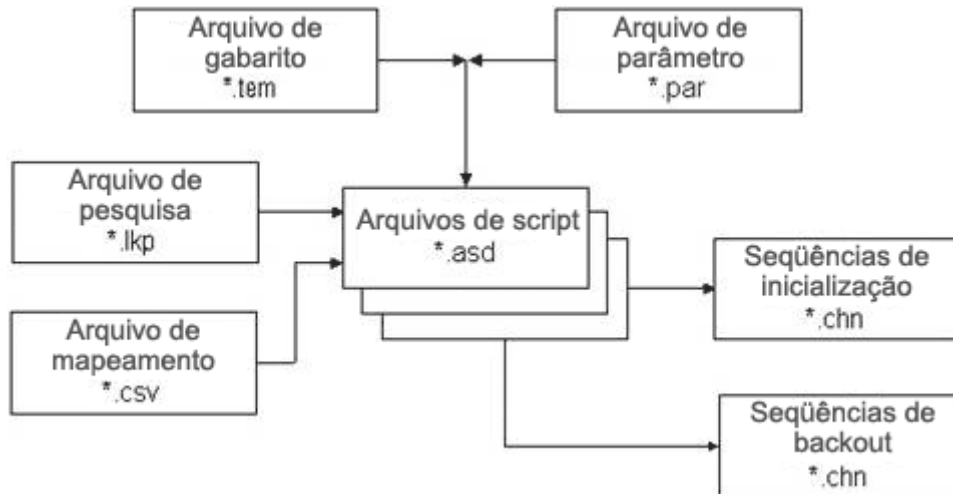 Arquivo de
gabarito
*.tem
Arquivo de
parâmetro
*.par
Arquivo de
pesquisa
*.lkp
Arquivos de script
*.asd
Seqüências de
inicialização
*.chn
Arquivo de
mapeamento
*.csv
Seqüências de
backout
*.chn